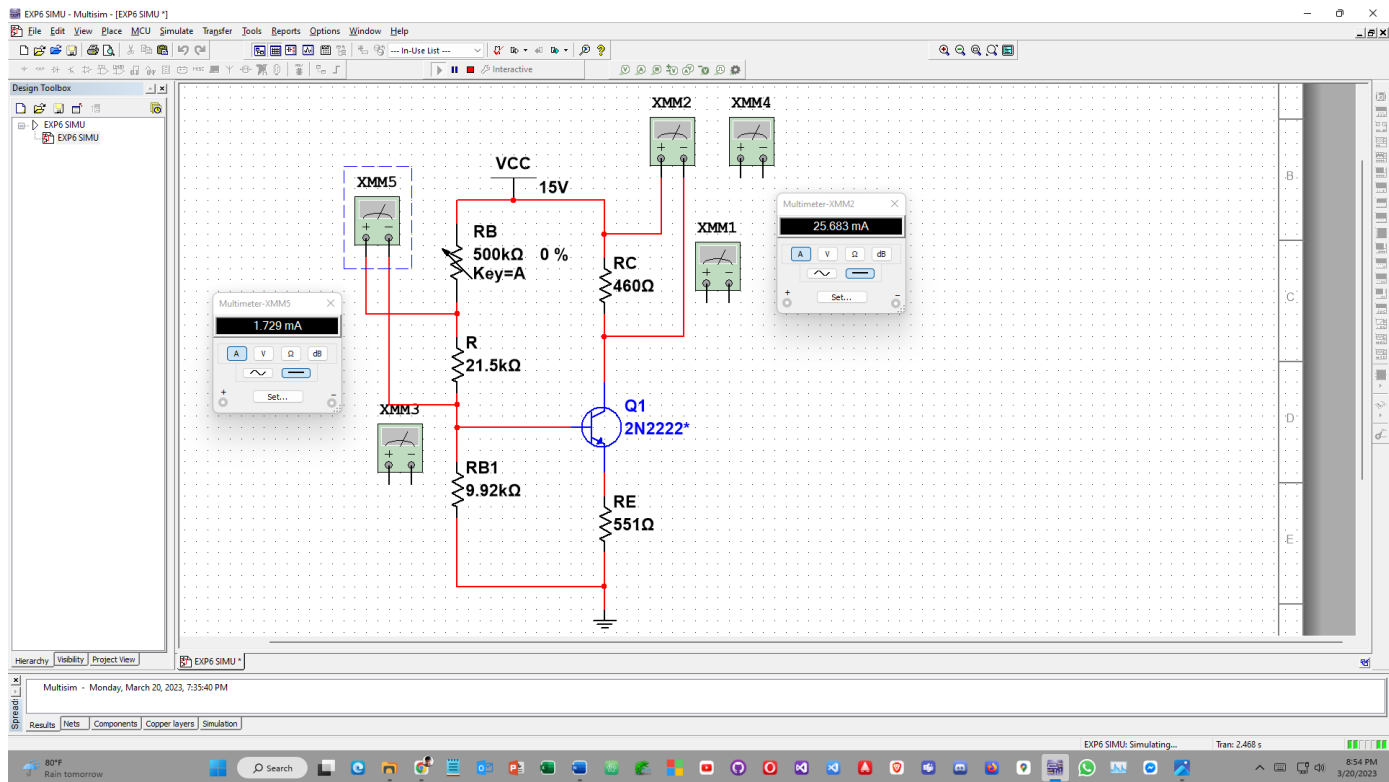 EXP6 SIMU - Multisim - [EXP6 SIMU *]
File Edit View Place MCU Simulate Transfer Tools Reports Options Window Help
--- In-Use List ---
Interactive
Design Toolbox
EXP6 SIMU
EXP6 SIMU
XMM2 XMM4
VCC
15V
XMM5
Multimeter-XMM2
25.683 mA
A V Ω dB
+ Set... -
RB
500kΩ 0 %
Key=A
XMM1
RC
460Ω
Multimeter-XMM5
1.729 mA
A V Ω dB
+ Set... -
R
21.5kΩ
XMM3
Q1
2N2222*
RB1
9.92kΩ
RE
551Ω
B
C
D
E
Hierarchy Visibility Project View
EXP6 SIMU *
Multisim - Monday, March 20, 2023, 7:35:40 PM
Results Nets Components Copper layers Simulation
EXP6 SIMU: Simulating... Tran: 2.468 s
80°F
Rain tomorrow
Search
8:54 PM
3/20/2023